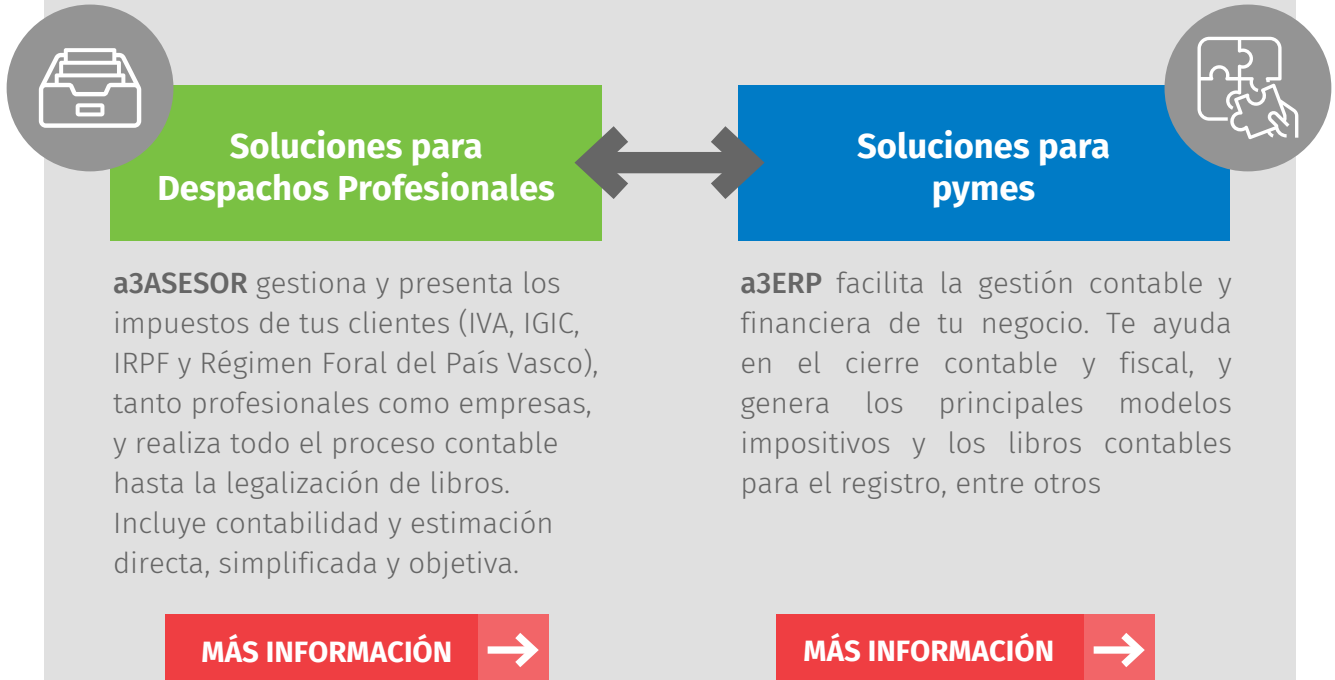 Soluciones para
Despachos Profesionales
a3ASESOR gestiona y presenta los
impuestos de tus clientes (IVA, IGIC,
IRPF y Régimen Foral del País Vasco),
tanto profesionales como empresas,
y realiza todo el proceso contable
hasta la legalización de libros.
Incluye contabilidad y estimación
directa, simplificada y objetiva.
MÁS INFORMACIÓN
Soluciones para
pymes
a3ERP facilita la gestión contable y
financiera de tu negocio. Te ayuda
en el cierre contable y fiscal, y
genera los principales modelos
impositivos y los libros contables
para el registro, entre otros
MÁS INFORMACIÓN